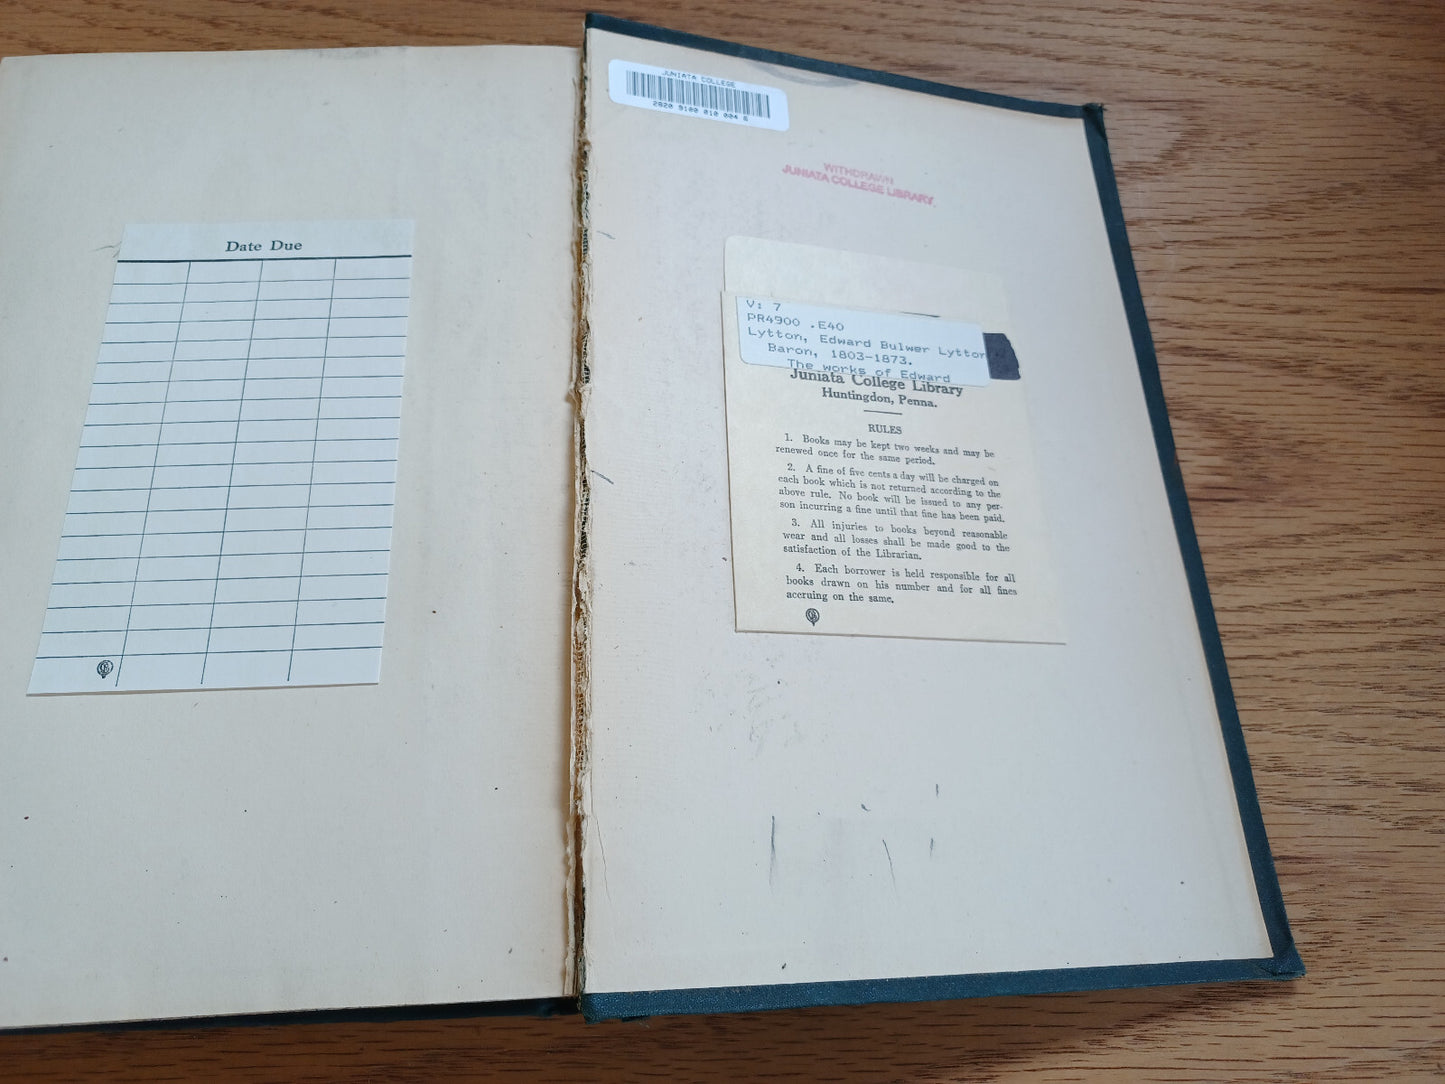 Date Due
JUNIATA COLLEGE
2820 9100 010 004 6
WITHDRAWN
JUNIATA COLLEGE LIBRARY
V: 7
PR4900 .E40
Lytton, Edward Bulwer Lytton
Baron, 1803-1873.
The works of Edward
Juniata College Library
Huntingdon, Penna.
RULES
1. Books may be kept two weeks and may be
renewed once for the same period.
2. A fine of five cents a day will be charged on
each book which is not returned according to the
above rule. No book will be issued to any per-
son incurring a fine until that fine has been paid.
3. All injuries to books beyond reasonable
wear and all losses shall be made good to the
satisfaction of the Librarian.
4. Each borrower is held responsible for all
books drawn on his number and for all fines
accruing on the same.